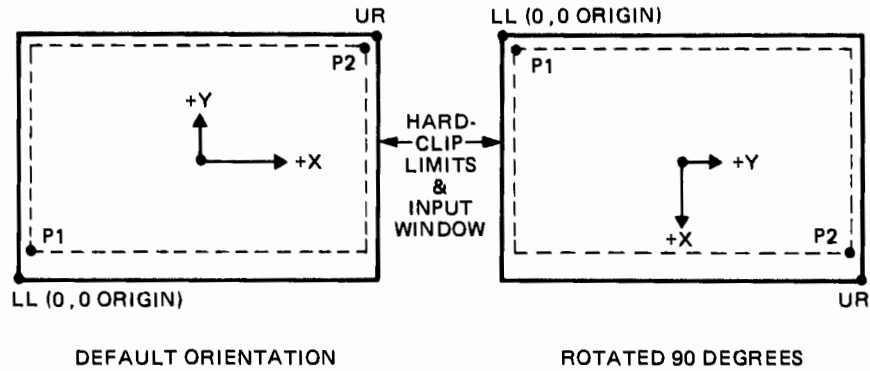 UR
P2
+Y
+X
P1
LL (0,0 ORIGIN)
DEFAULT ORIENTATION
HARD-
CLIP
LIMITS
&
INPUT
WINDOW
LL (0,0 ORIGIN)
P1
+Y
+X
P2
UR
ROTATED 90 DEGREES